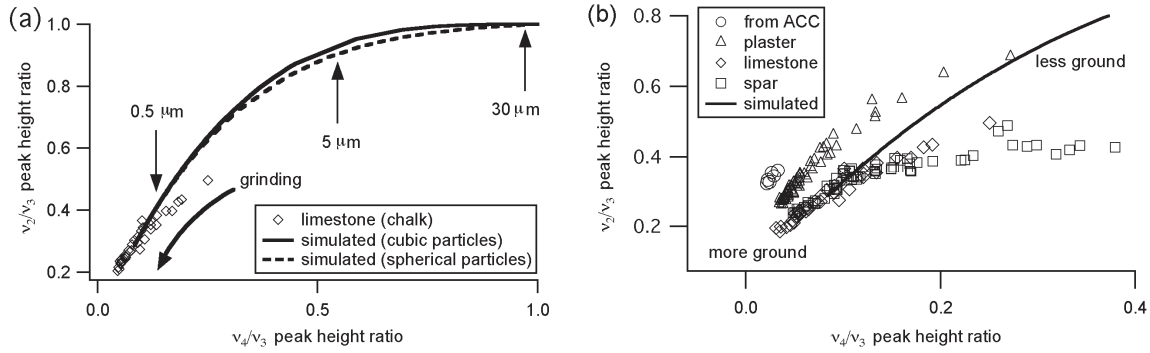 (a)
1.0
0.8
0.6
0.4
0.2
ν2/ν3 peak height ratio
0.5 μm
5 μm
30 μm
grinding
limestone (chalk)
simulated (cubic particles)
simulated (spherical particles)
0.0
0.5
1.0
ν4/ν3 peak height ratio
(b)
0.8
0.6
0.4
0.2
ν2/ν3 peak height ratio
from ACC
plaster
limestone
spar
simulated
less ground
more ground
0.0
0.2
0.4
ν4/ν3 peak height ratio